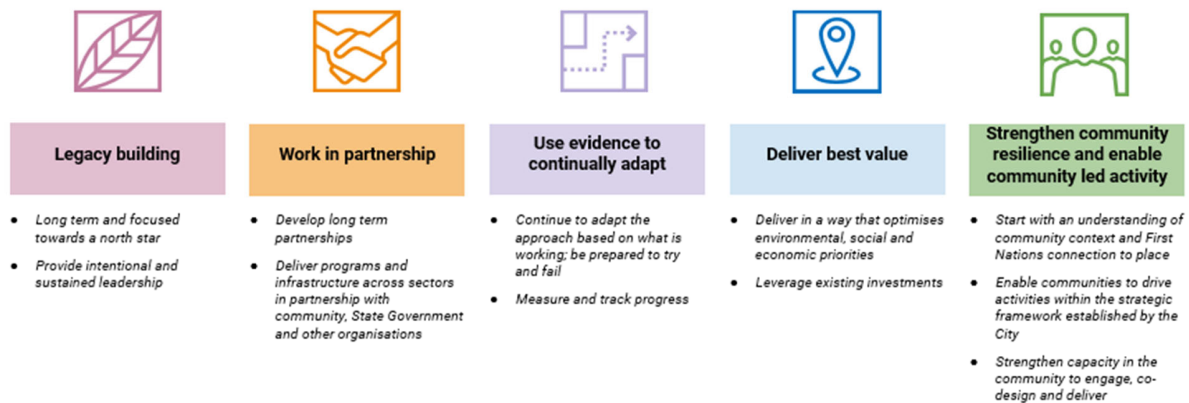 Legacy building
● Long term and focused
towards a north star
● Provide intentional and
sustained leadership
Work in partnership
● Develop long term
partnerships
● Deliver programs and
infrastructure across sectors
in partnership with
community, State Government
and other organisations
Use evidence to
continually adapt
● Continue to adapt the
approach based on what is
working; be prepared to try
and fail
● Measure and track progress
Deliver best value
● Deliver in a way that optimises
environmental, social and
economic priorities
● Leverage existing investments
Strengthen community
resilience and enable
community led activity
● Start with an understanding of
community context and First
Nations connection to place
● Enable communities to drive
activities within the strategic
framework established by the
City
● Strengthen capacity in the
community to engage, co-
design and deliver